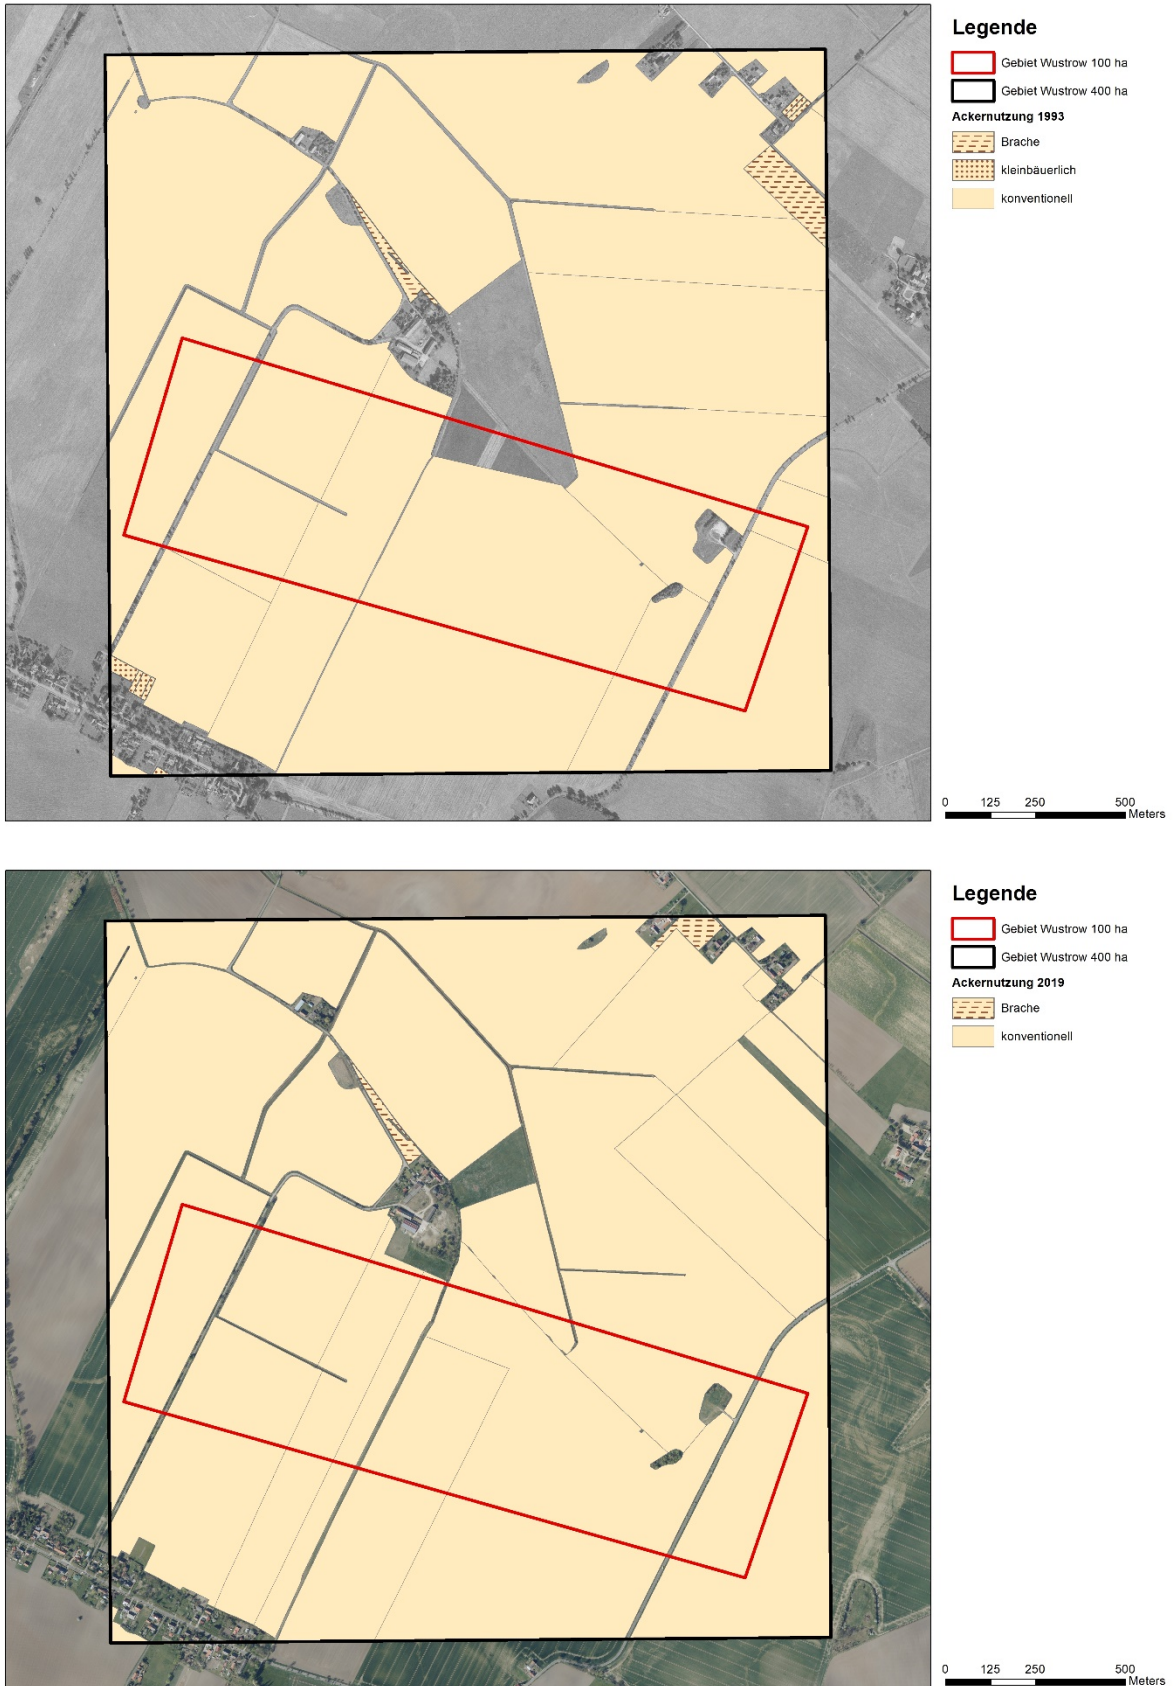 Legende
Gebiet Wustrow 100 ha
Gebiet Wustrow 400 ha
Ackernutzung 1993
Brache
kleinbäuerlich
konventionell
0 125 250 500
Meters
Legende
Gebiet Wustrow 100 ha
Gebiet Wustrow 400 ha
Ackernutzung 2019
Brache
konventionell
0 125 250 500
Meters